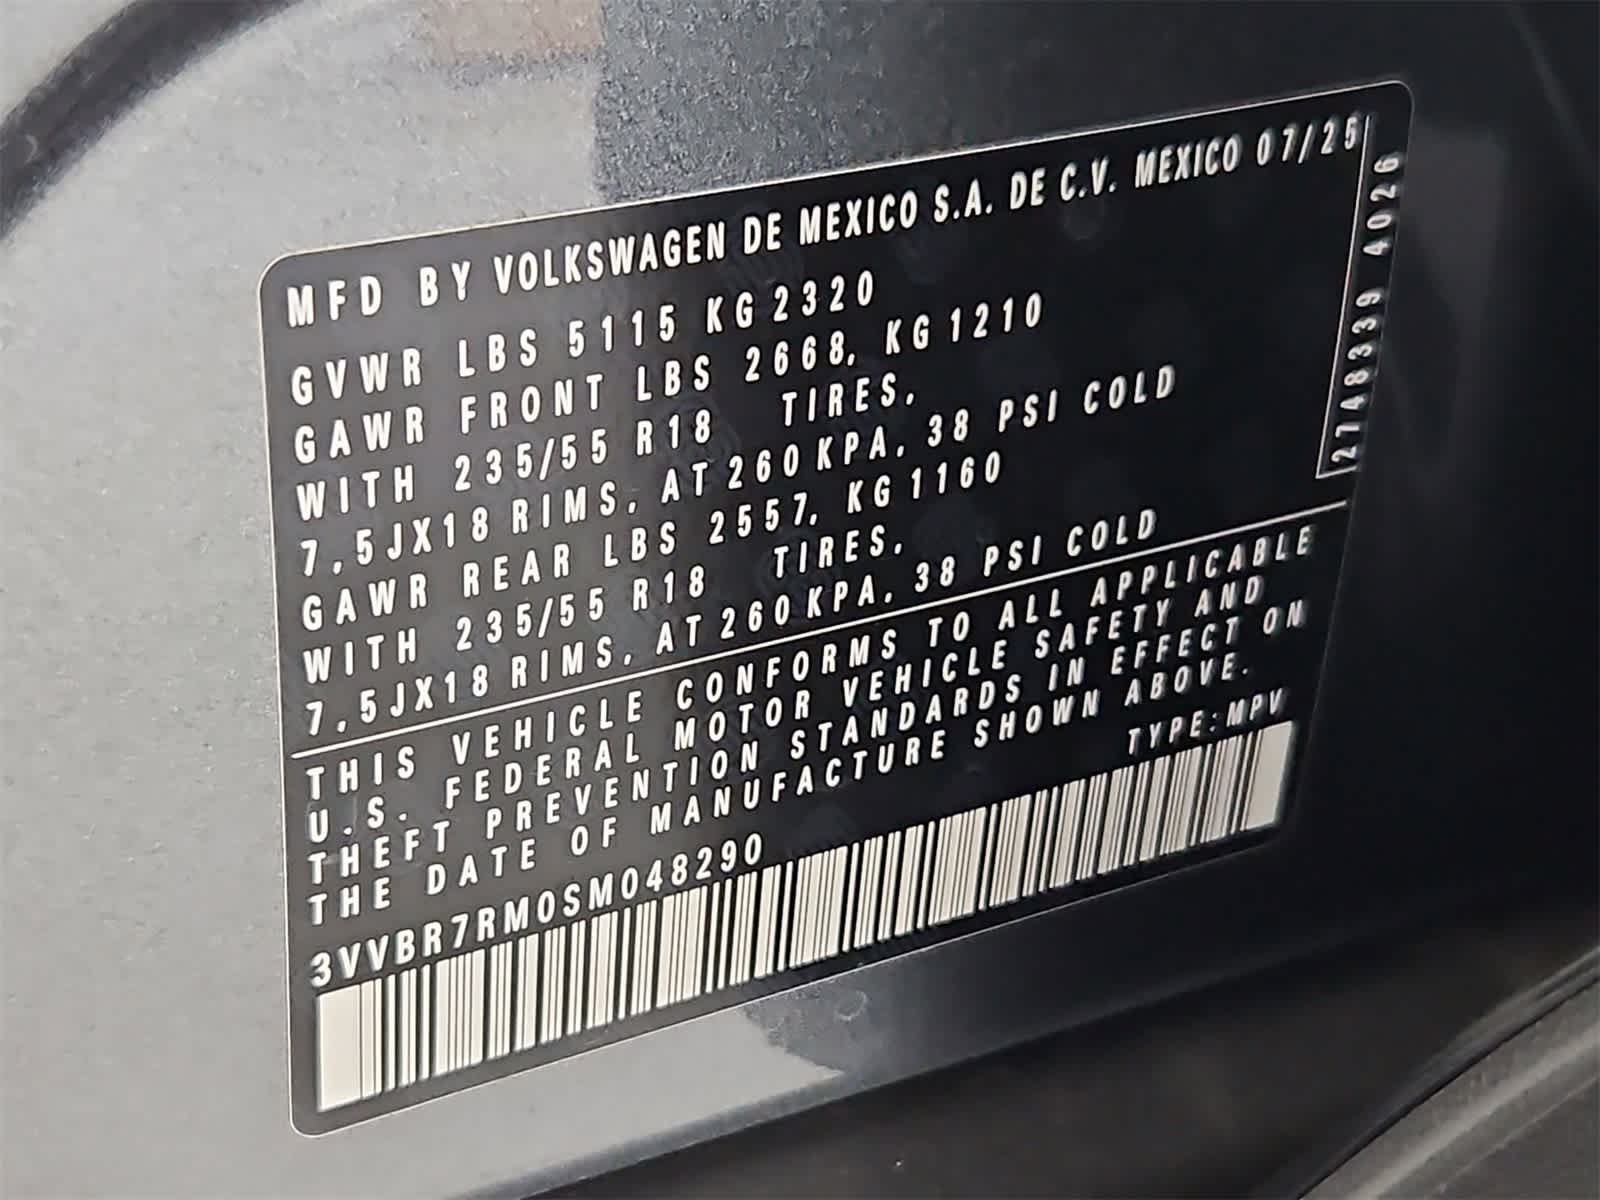 MFD BY VOLKSWAGEN DE MEXICO S.A. DE C.V. MEXICO 07/25
GVWR LBS 5115 KG 2320
GAWR FRONT LBS 2668, KG 1210
WITH 235/55 R18 TIRES,
7,5JX18 RIMS, AT 260 KPA, 38 PSI COLD
GAWR REAR LBS 2557, KG 1160
WITH 235/55 R18 TIRES,
7,5JX18 RIMS, AT 260 KPA, 38 PSI COLD
2748339 4026
THIS VEHICLE CONFORMS TO ALL APPLICABLE
U.S. FEDERAL MOTOR VEHICLE SAFETY AND
THEFT PREVENTION STANDARDS IN EFFECT ON
THE DATE OF MANUFACTURE SHOWN ABOVE.
TYPE:MPV
3VVBR7RM0SM048290